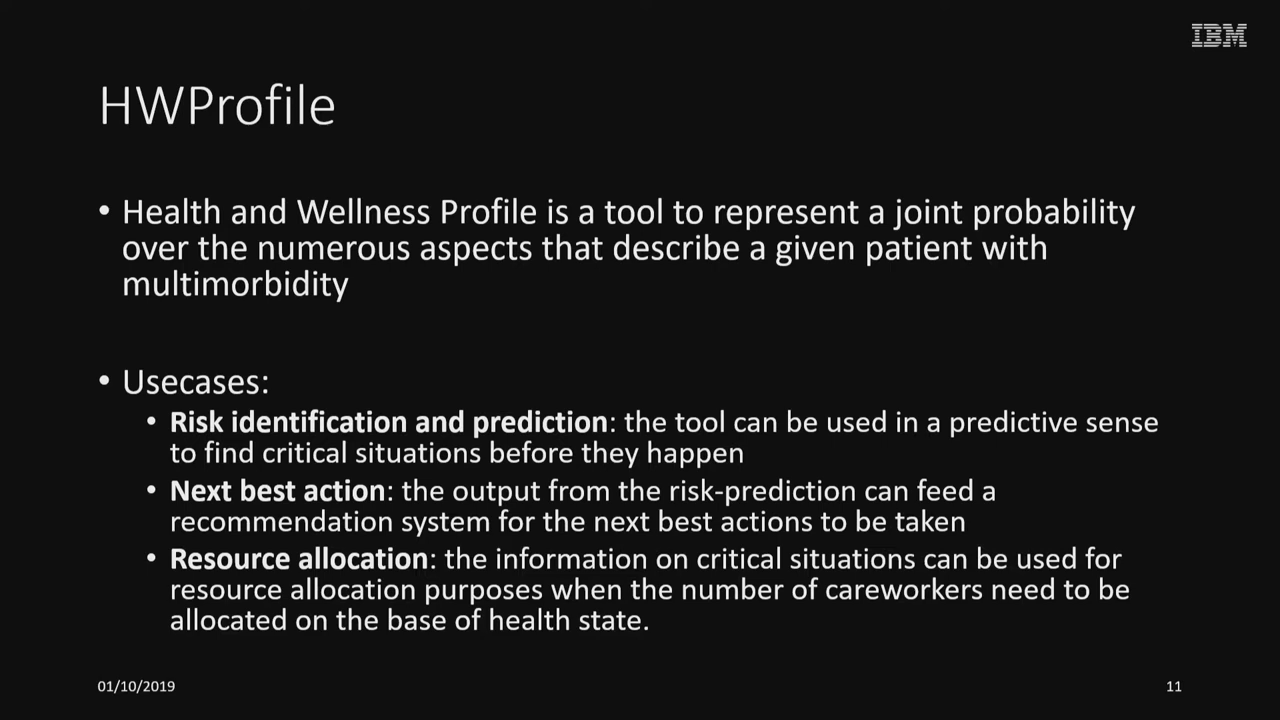 IBM
HWProfile
• Health and Wellness Profile is a tool to represent a joint probability
over the numerous aspects that describe a given patient with
multimorbidity
• Usecases:
• Risk identification and prediction: the tool can be used in a predictive sense
to find critical situations before they happen
• Next best action: the output from the risk-prediction can feed a
recommendation system for the next best actions to be taken
• Resource allocation: the information on critical situations can be used for
resource allocation purposes when the number of careworkers need to be
allocated on the base of health state.
01/10/2019
11